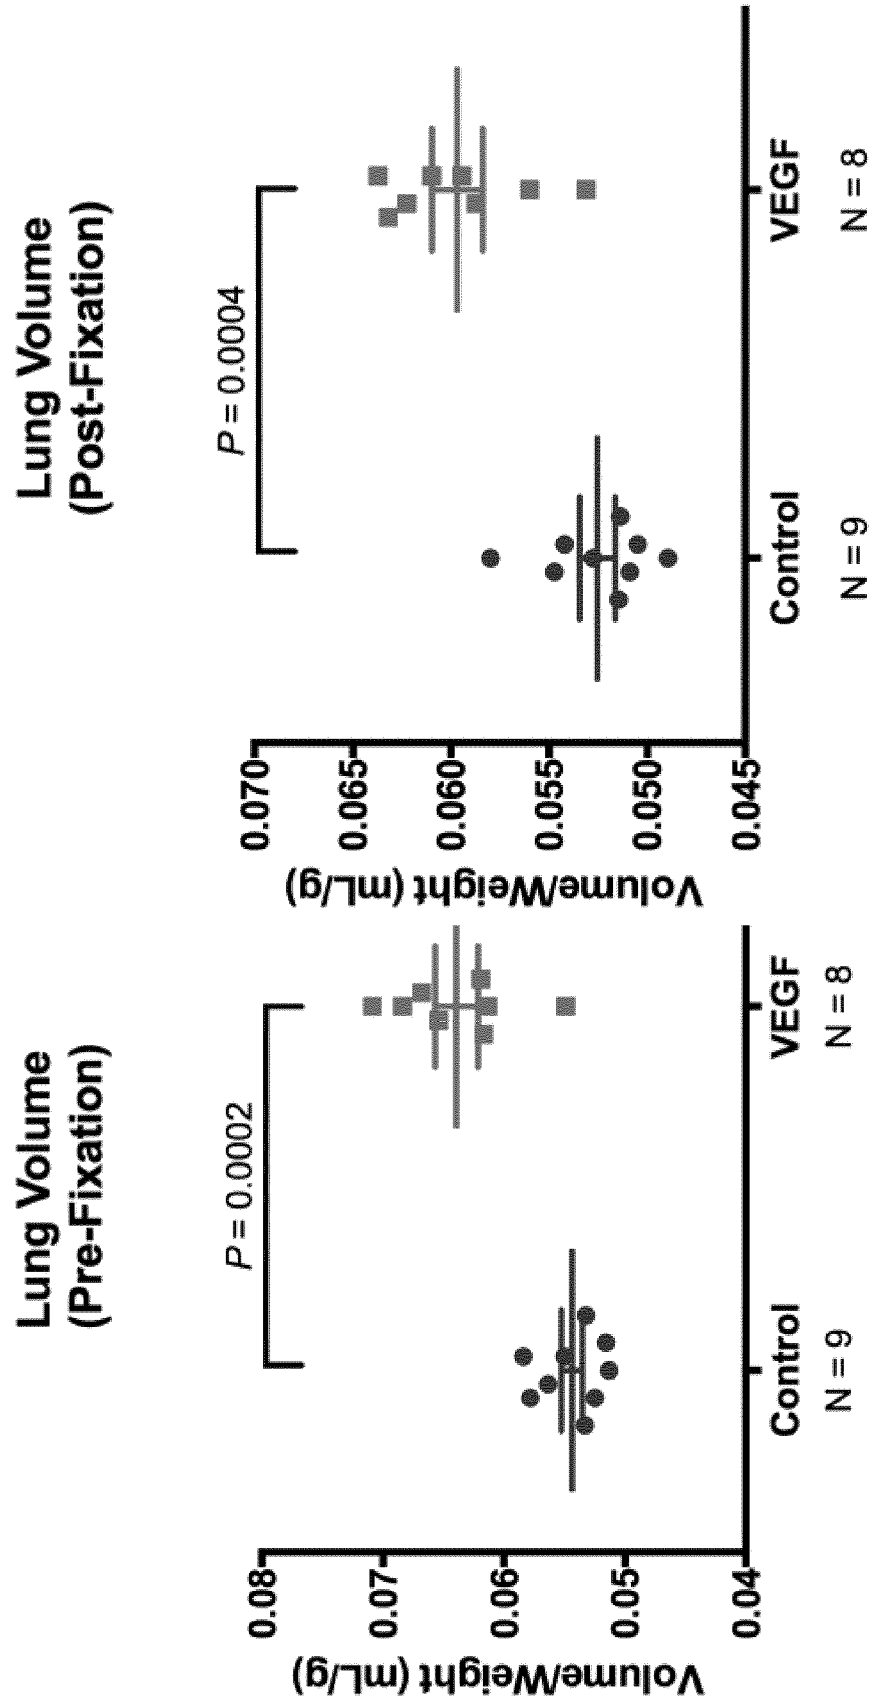 Lung Volume
(Pre-Fixation)
P = 0.0002
Volume/Weight (mL/g)
0.08
0.07
0.06
0.05
0.04
Control
VEGF
N = 9
N = 8
Lung Volume
(Post-Fixation)
P = 0.0004
Volume/Weight (mL/g)
0.070
0.065
0.060
0.055
0.050
0.045
Control
VEGF
N = 9
N = 8